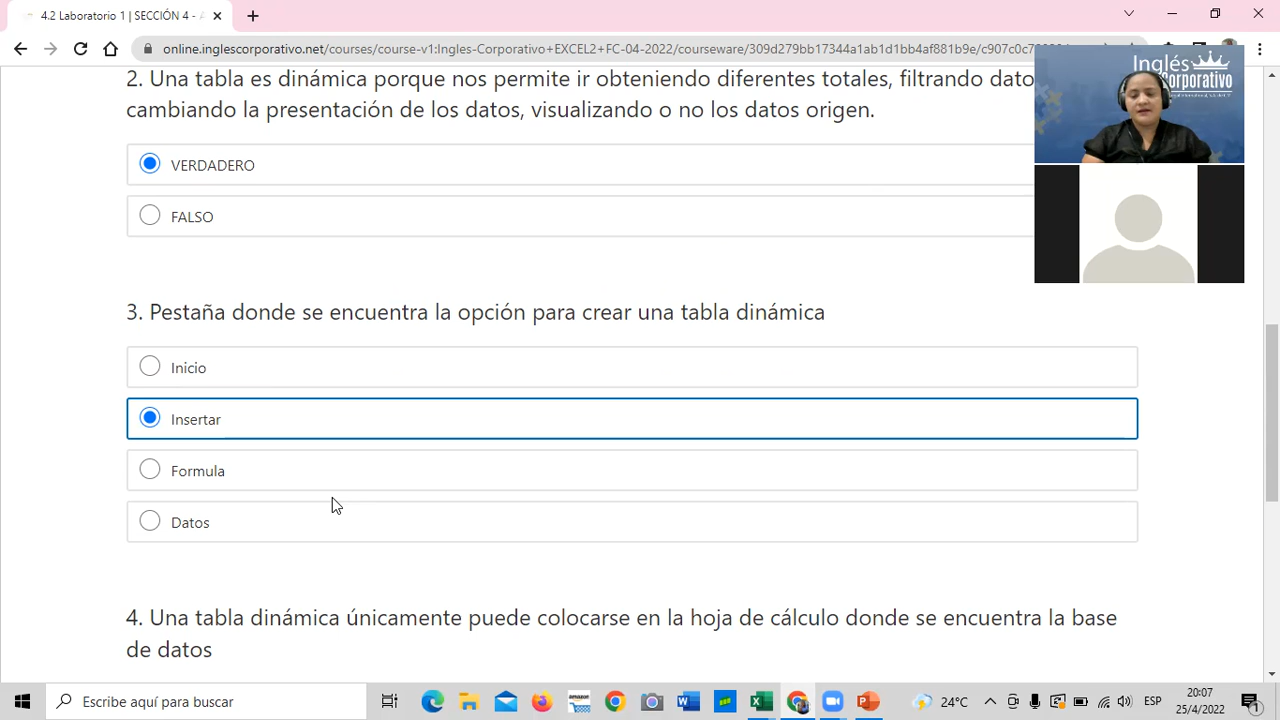 4.2 Laboratorio 1 | SECCIÓN 4 -
online.inglescorporativo.net/courses/course-v1:Ingles-Corporativo+EXCEL2+FC-04-2022/courseware/309d279bb17344a1ab1d1bb4af881b9e/c907c0c7
Inglés
Corporativo
2. Una tabla es dinámica porque nos permite ir obteniendo diferentes totales, filtrando dato
cambiando la presentación de los datos, visualizando o no los datos origen.
VERDADERO
FALSO
3. Pestaña donde se encuentra la opción para crear una tabla dinámica
Inicio
Insertar
Formula
Datos
4. Una tabla dinámica únicamente puede colocarse en la hoja de cálculo donde se encuentra la base
de datos
Escribe aquí para buscar
24°C
ESP
20:07
25/4/2022